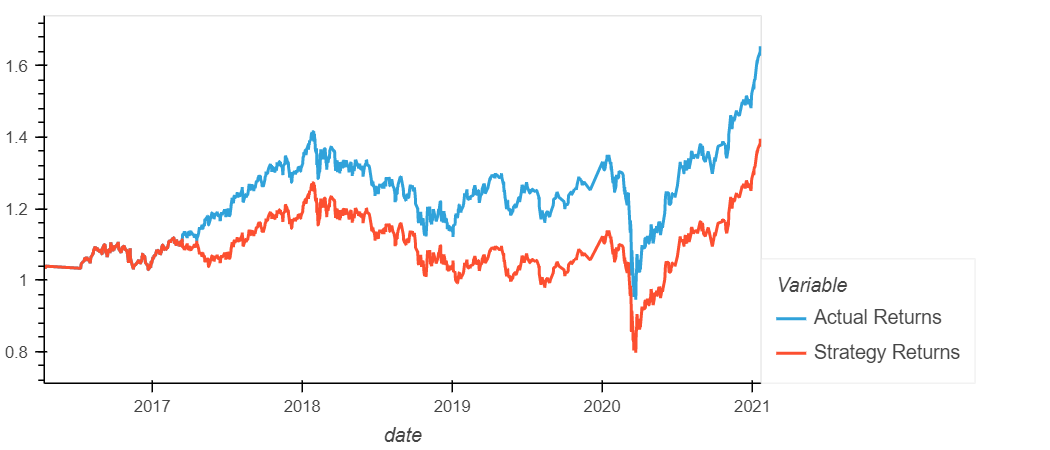 1.6
1.4
1.2
1
0.8
2017 2018 2019 2020 2021
date
Variable
Actual Returns
Strategy Returns